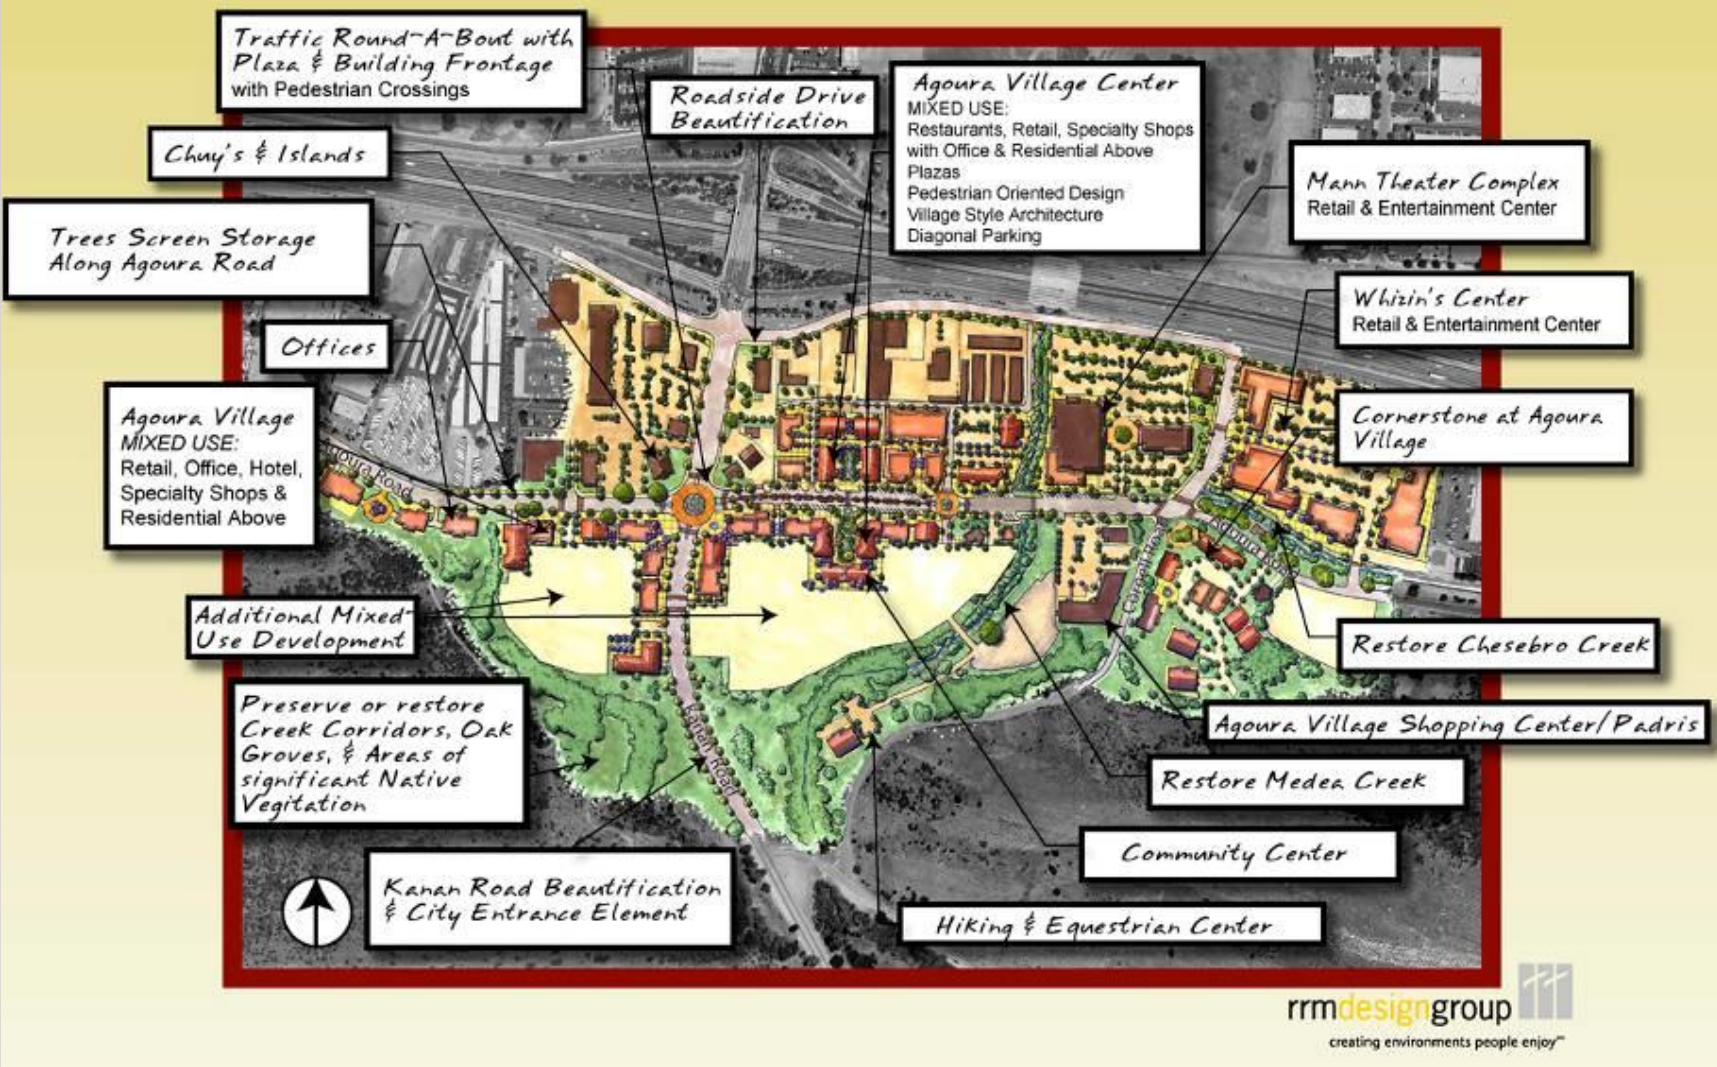 Traffic Round-A-Bout with
Plaza & Building Frontage
with Pedestrian Crossings
Roadside Drive
Beautification
Agoura Village Center
MIXED USE:
Restaurants, Retail, Specialty Shops
with Office & Residential Above
Plazas
Pedestrian Oriented Design
Village Style Architecture
Diagonal Parking
Chuy's & Islands
Mann Theater Complex
Retail & Entertainment Center
Trees Screen Storage
Along Agoura Road
Whizin's Center
Retail & Entertainment Center
Offices
Agoura Village
MIXED USE:
Retail, Office, Hotel,
Specialty Shops &
Residential Above
Cornerstone at Agoura
Village
Agoura Road
Agoura Road
Cornell Road
Additional Mixed-
Use Development
Restore Chesebro Creek
Preserve or restore
Creek Corridors, Oak
Groves, & Areas of
significant Native
Vegitation
Kanan Road
Agoura Village Shopping Center/Padris
Restore Medea Creek
Community Center
Kanan Road Beautification
& City Entrance Element
Hiking & Equestrian Center
rrmdesigngroup
creating environments people enjoy